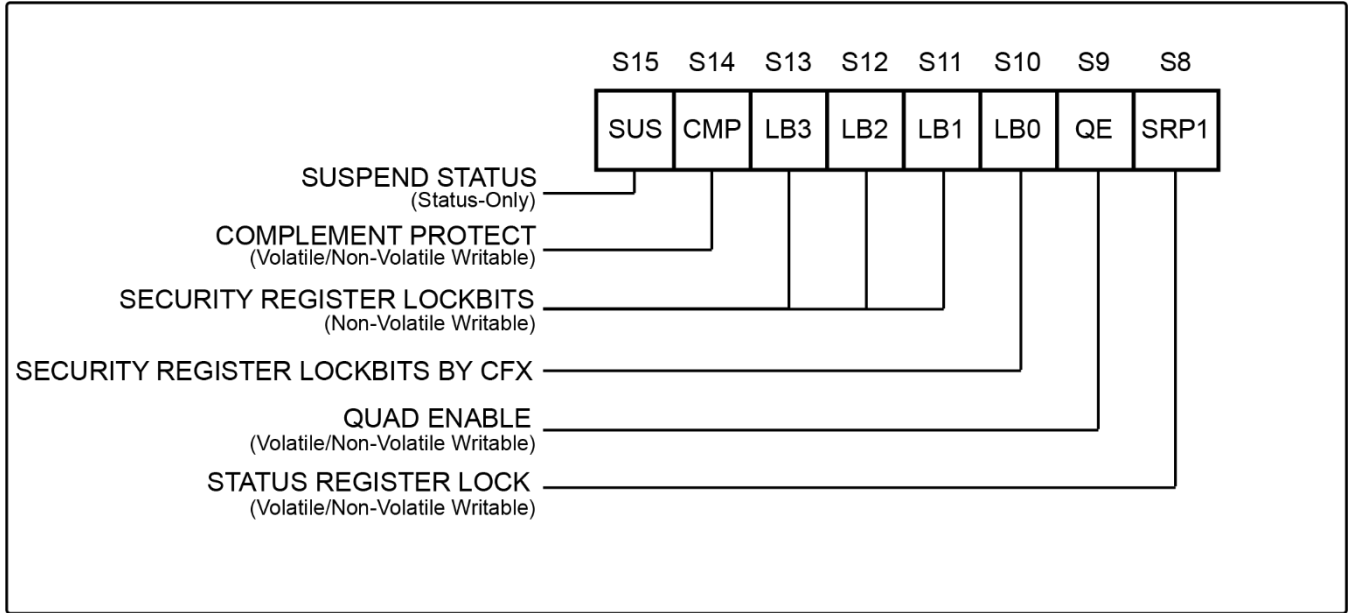 S15 S14 S13 S12 S11 S10 S9 S8
SUS CMP LB3 LB2 LB1 LB0 QE SRP1
SUSPEND STATUS
(Status-Only)
COMPLEMENT PROTECT
(Volatile/Non-Volatile Writable)
SECURITY REGISTER LOCKBITS
(Non-Volatile Writable)
SECURITY REGISTER LOCKBITS BY CFX
QUAD ENABLE
(Volatile/Non-Volatile Writable)
STATUS REGISTER LOCK
(Volatile/Non-Volatile Writable)